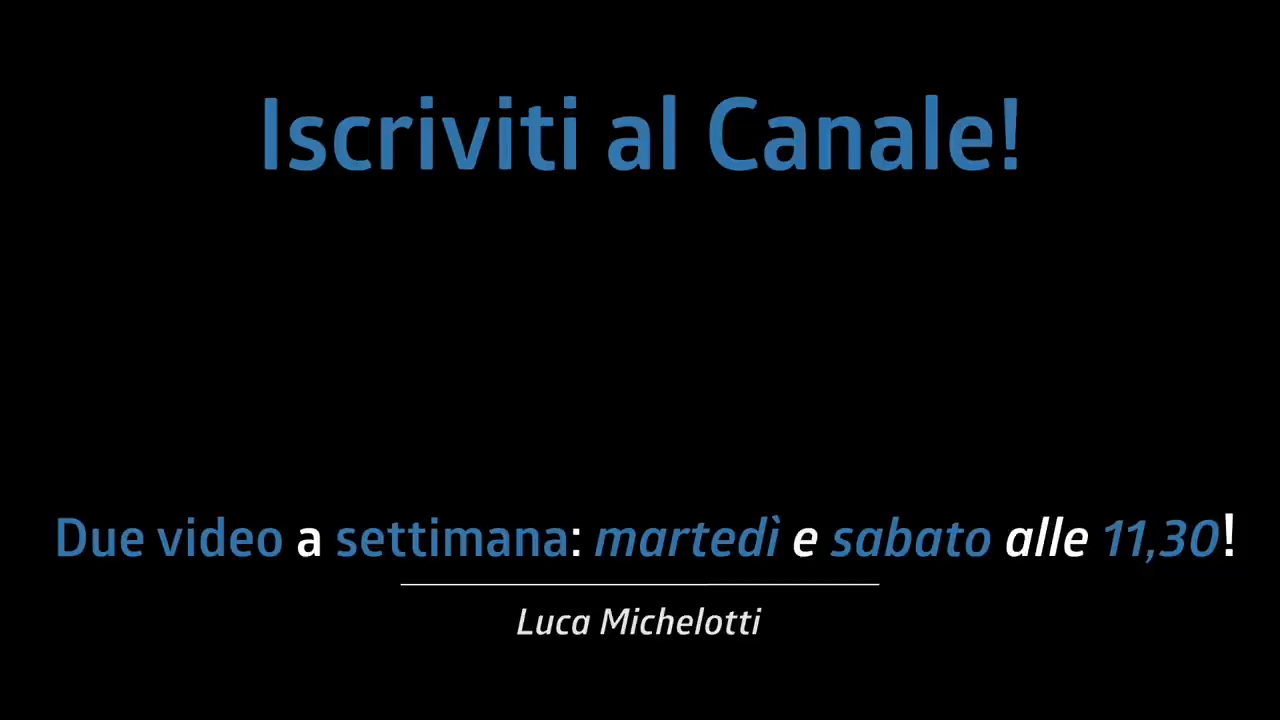 Iscriviti al Canale!
Due video a settimana: martedì e sabato alle 11,30!
Luca Michelotti